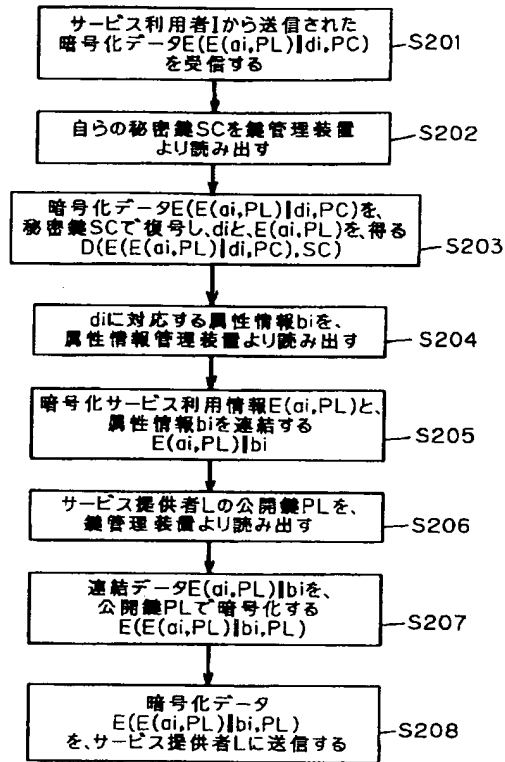 サービス利用者Iから送信された
暗号化データE(E(ai,PL)‖di,PC)
を受信する
S201
自らの秘密鍵SCを鍵管理装置
より読み出す
S202
暗号化データE(E(ai,PL)‖di,PC)を、
秘密鍵SCで復号し、diと、E(ai,PL)を、得る
D(E(E(ai,PL)‖di,PC),SC)
S203
diに対応する属性情報biを、
属性情報管理装置より読み出す
S204
暗号化サービス利用情報E(ai,PL)と、
属性情報biを連結する
E(ai,PL)‖bi
S205
サービス提供者Lの公開鍵PLを、
鍵管理装置より読み出す
S206
連結データE(ai,PL)‖biを、
公開鍵PLで暗号化する
E(E(ai,PL)‖bi,PL)
S207
暗号化データ
E(E(ai,PL)‖bi,PL)
を、サービス提供者Lに送信する
S208